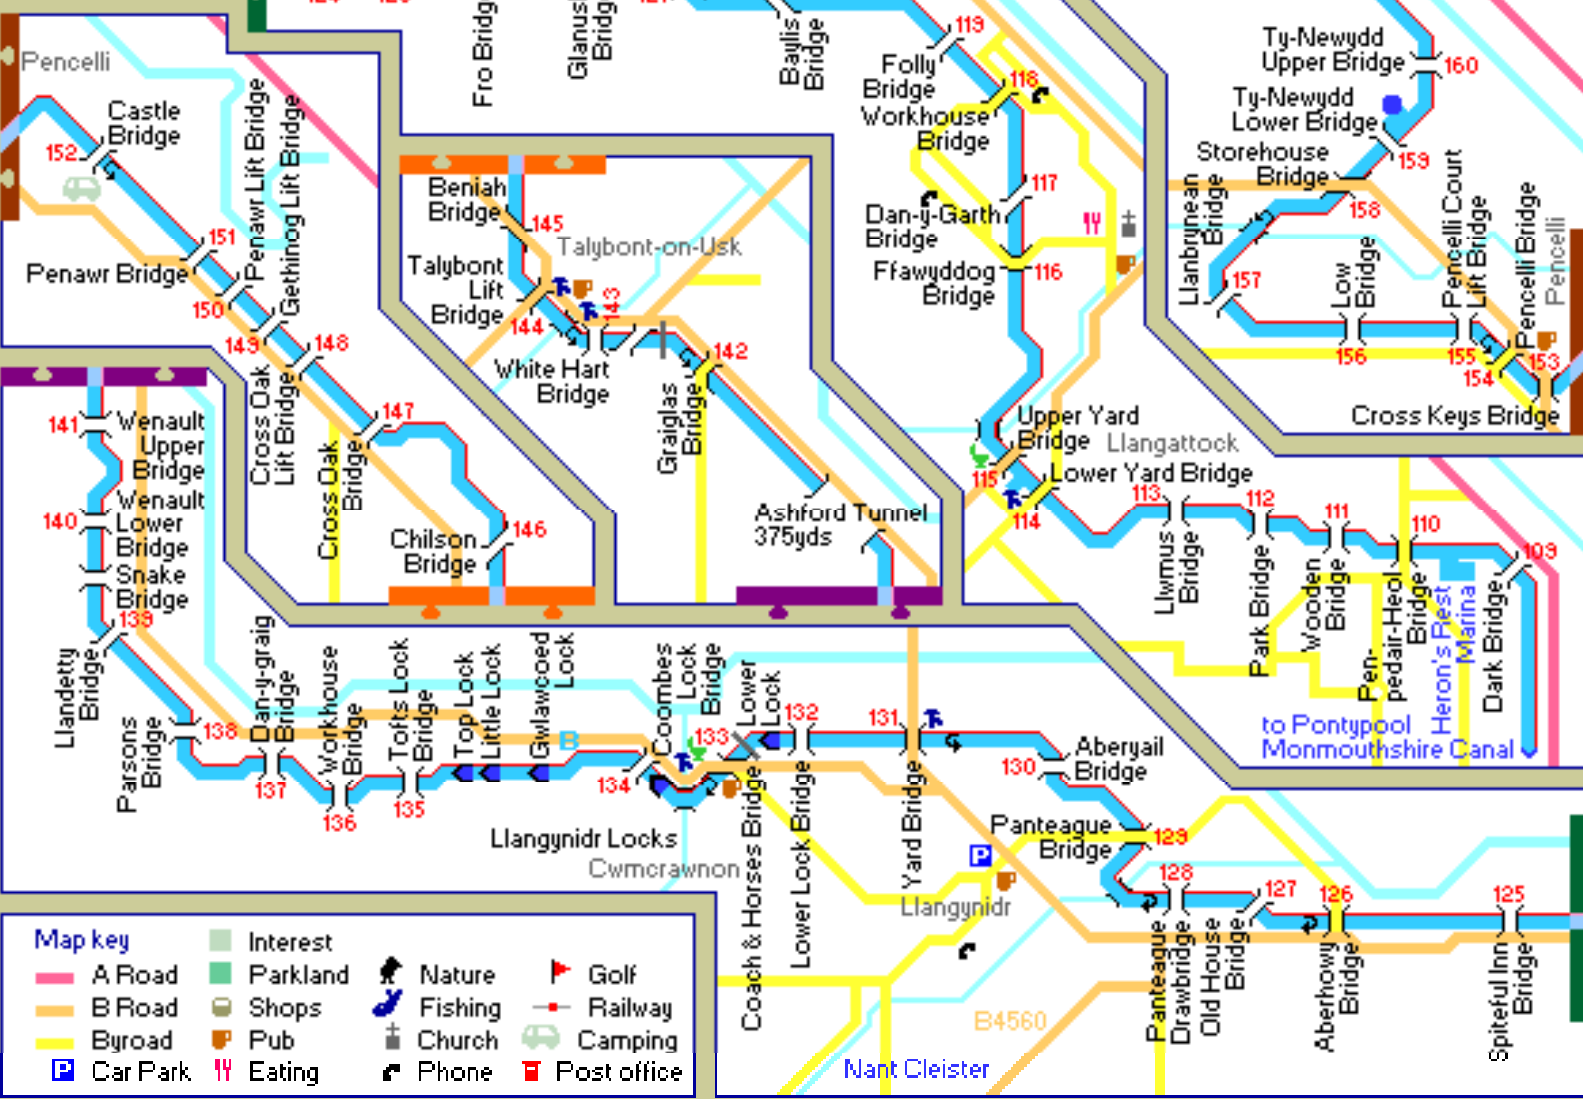 Pencelli
Castle
Bridge
152
151
Penawr Bridge
150
Penawr Lift Bridge
Gethinog Lift Bridge
149
148
Cross Oak
Lift Bridge
147
Cross Oak
Bridge
Chilson
Bridge
146
Fro Bridge
Baylis
Bridge
Beniah
Bridge
145
Talybont-on-Usk
Talybont
Lift
Bridge
144
143
White Hart
Bridge
142
Graiglas
Bridge
Ashford Tunnel
375yds
119
Folly
Bridge
118
Workhouse
Bridge
117
Dan-y-Garth
Bridge
Ffawyddog
Bridge
116
Upper Yard
Bridge
Llangattock
115
Lower Yard Bridge
114
113
Llwmus
Bridge
112
Park Bridge
111
Wooden
Bridge
110
Pen-
pedair-Heol
Bridge
Heron's Rest
Marina
109
Dark Bridge
to Pontypool
Monmouthshire Canal
Ty-Newydd
Upper Bridge
160
Ty-Newydd
Lower Bridge
159
Storehouse
Bridge
158
Llanbrynean
Bridge
157
Low
Bridge
156
Pencelli Court
Lift Bridge
155
Pencelli Bridge
154
Pencelli
153
Cross Keys Bridge
141
Wenault
Upper
Bridge
140
Wenault
Lower
Bridge
Snake
Bridge
139
Llandetty
Bridge
138
Parsons
Bridge
Dan-y-graig
Bridge
137
Workhouse
Bridge
136
Tofts Lock
Bridge
135
Top Lock
Little Lock
Gwlawcoed
Lock
B
134
Coombes
Lock
Bridge
133
Lower
Lock
132
131
Llangynidr Locks
Cwmcrawnon
Coach & Horses Bridge
Lower Lock Bridge
Yard Bridge
Aberyail
Bridge
130
Panteague
Bridge
129
Llangynidr
128
Panteague
Drawbridge
127
Old House
Bridge
126
Aberhowy
Bridge
125
Spiteful Inn
Bridge
B4560
Nant Cleister
Map key
A Road
B Road
Byroad
P Car Park
Interest
Parkland
Shops
Pub
Eating
Nature
Fishing
Church
Phone
Golf
Railway
Camping
Post office